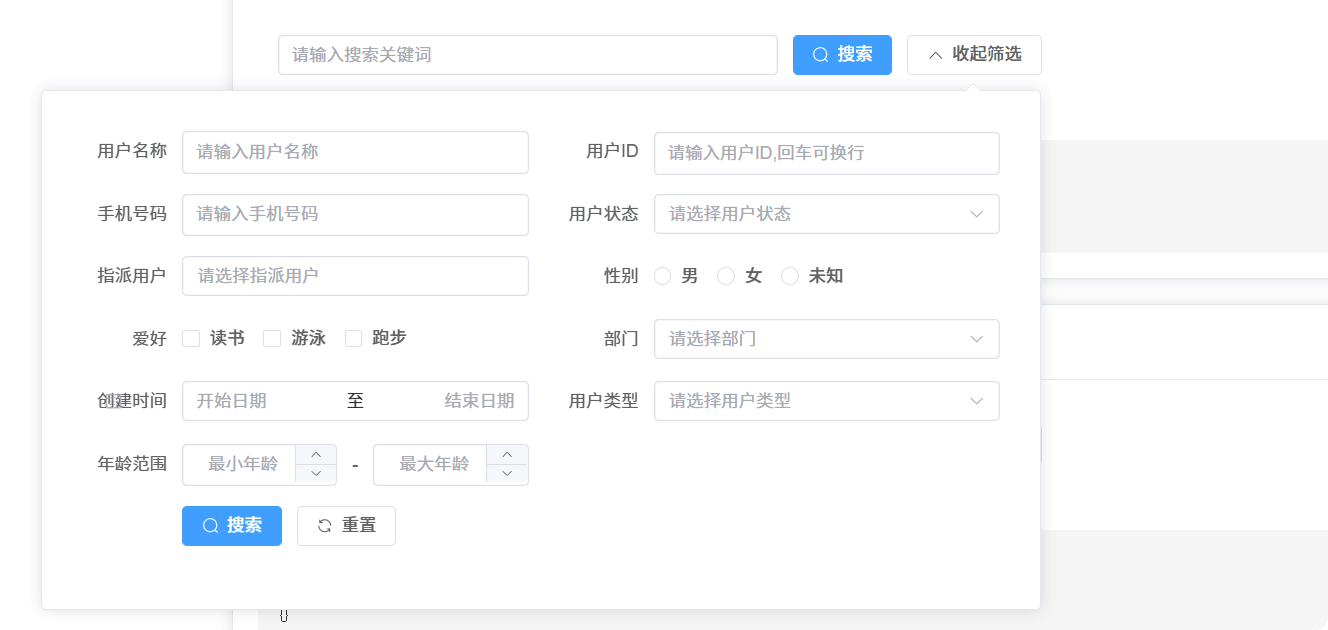 请输入搜索关键词 搜索 收起筛选
用户名称 请输入用户名称 用户ID 请输入用户ID,回车可换行
手机号码 请输入手机号码 用户状态 请选择用户状态
指派用户 请选择指派用户 性别 男 女 未知
爱好 读书 游泳 跑步 部门 请选择部门
创建时间 开始日期 至 结束日期 用户类型 请选择用户类型
年龄范围 最小年龄 - 最大年龄
搜索 重置
{}